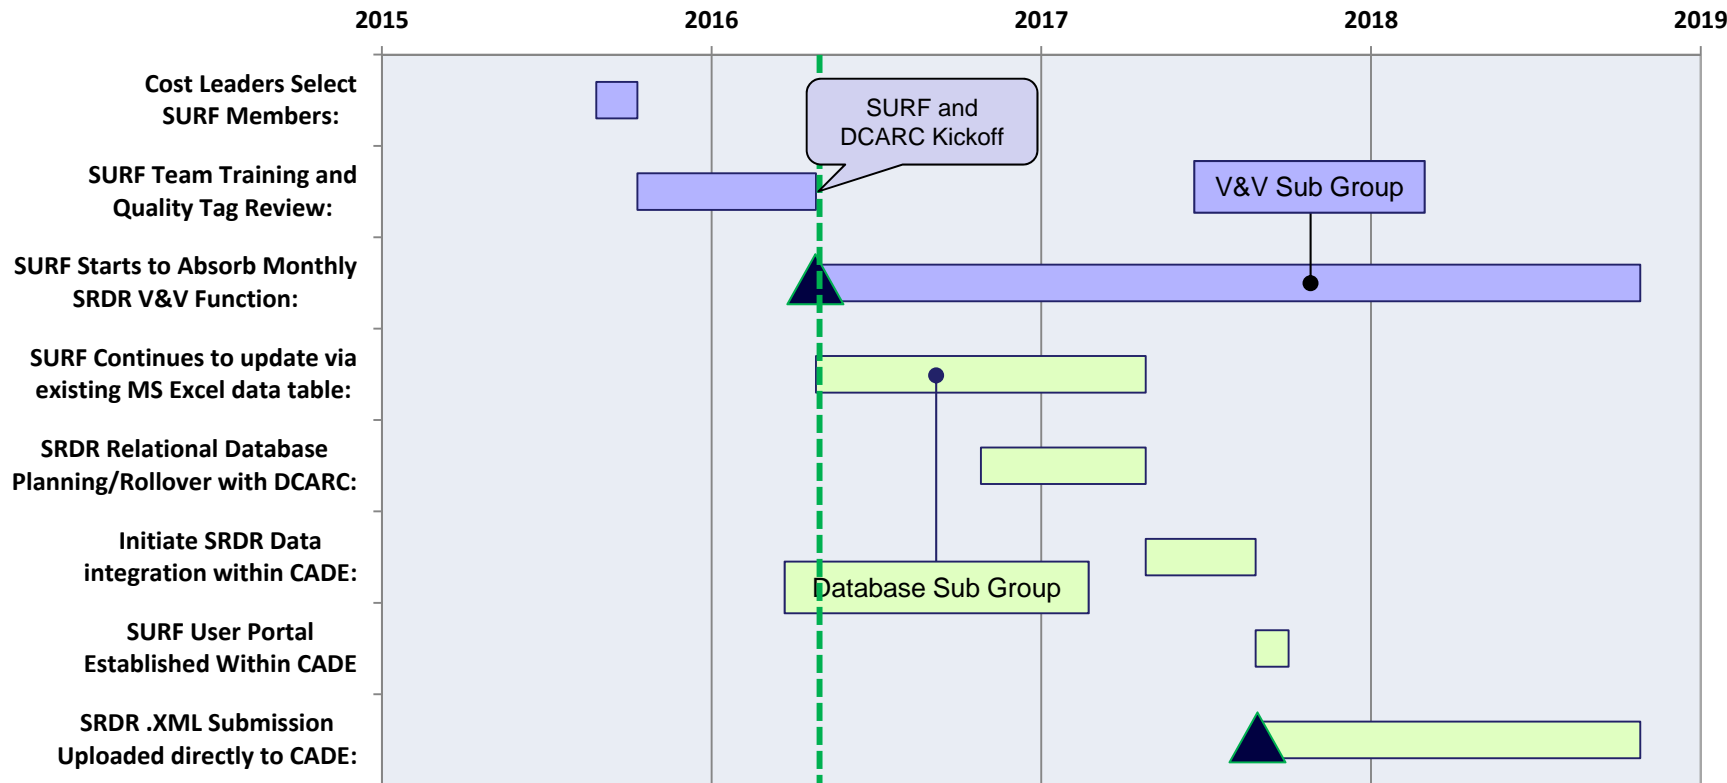 2015 2016 2017 2018 2019
Cost Leaders Select
SURF Members:
SURF and
DCARC Kickoff
SURF Team Training and
Quality Tag Review:
V&V Sub Group
SURF Starts to Absorb Monthly
SRDR V&V Function:
SURF Continues to update via
existing MS Excel data table:
SRDR Relational Database
Planning/Rollover with DCARC:
Initiate SRDR Data
integration within CADE:
Database Sub Group
SURF User Portal
Established Within CADE
SRDR .XML Submission
Uploaded directly to CADE: